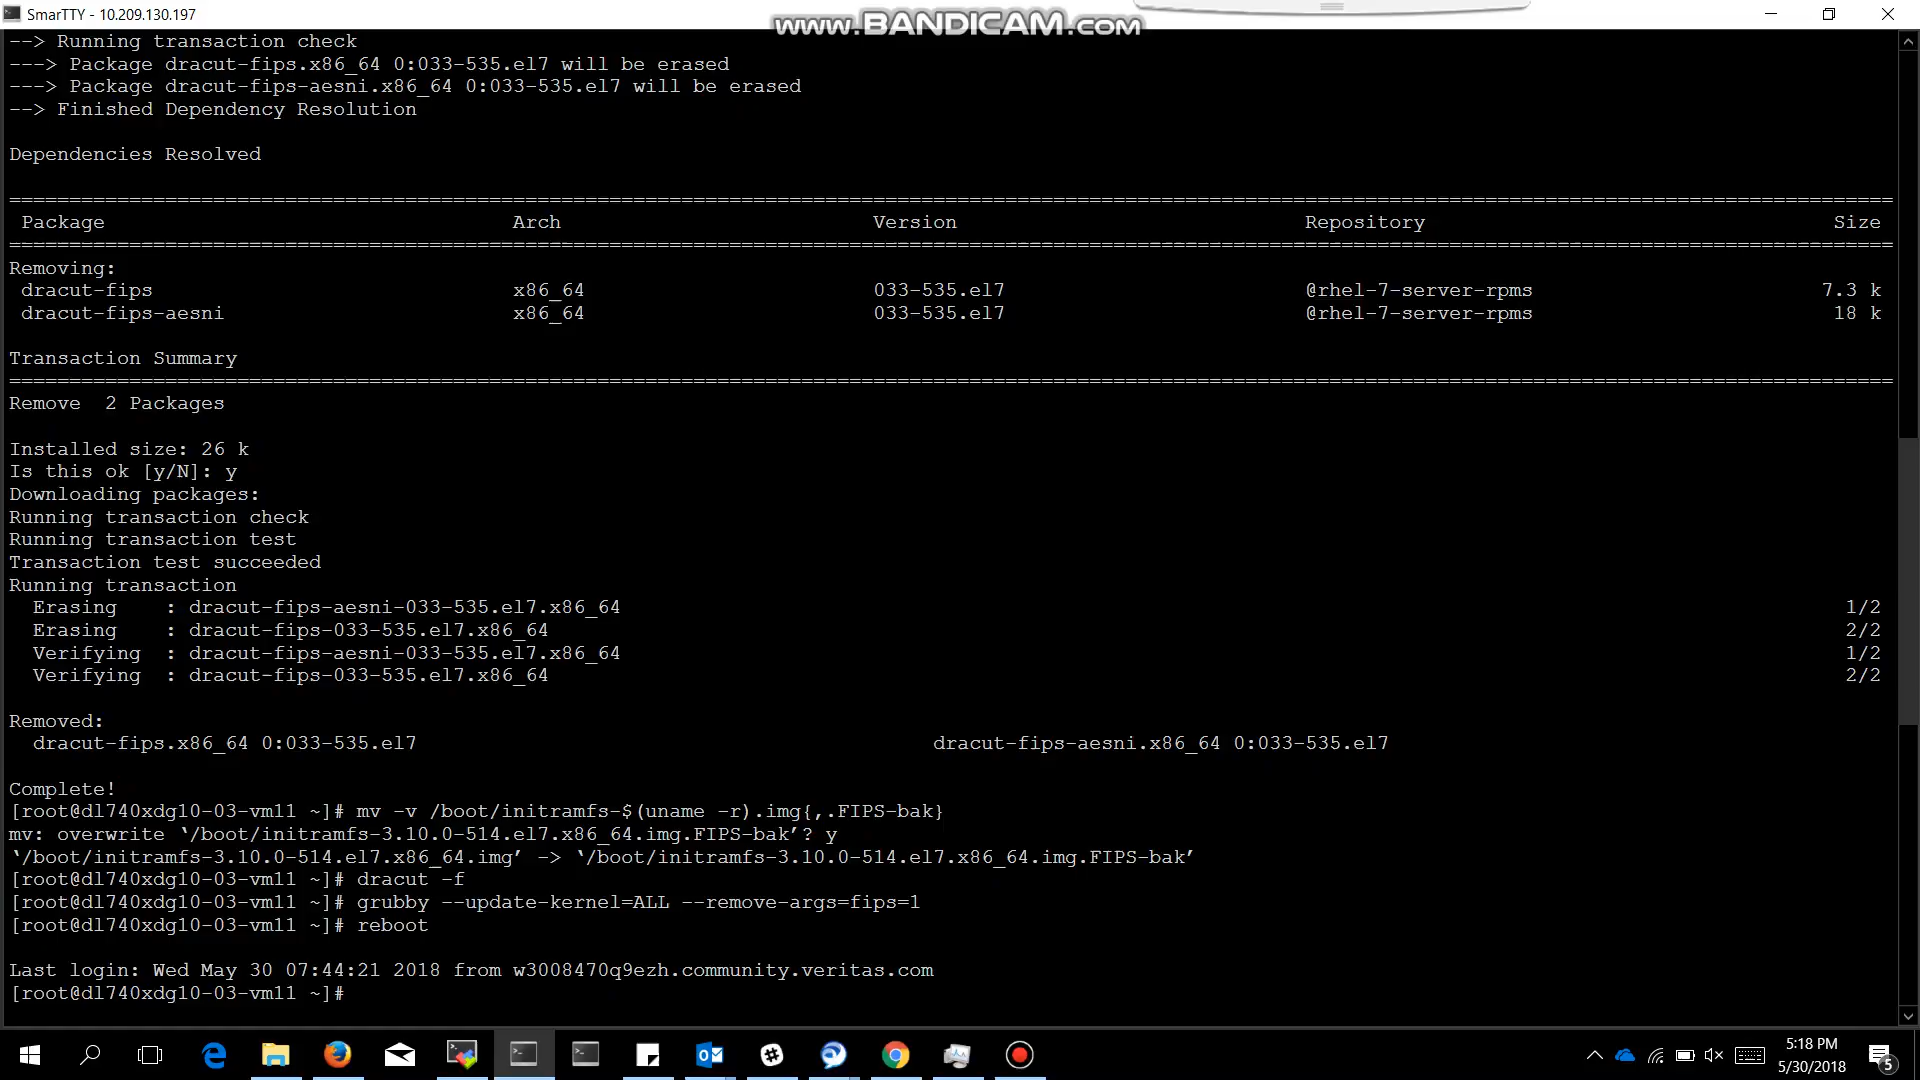 SmarTTY - 10.209.130.197
www.BANDICAM.com
--> Running transaction check
---> Package dracut-fips.x86_64 0:033-535.el7 will be erased
---> Package dracut-fips-aesni.x86_64 0:033-535.el7 will be erased
--> Finished Dependency Resolution
Dependencies Resolved
Package Arch Version Repository Size
Removing:
dracut-fips x86_64 033-535.el7 @rhel-7-server-rpms 7.3 k
dracut-fips-aesni x86_64 033-535.el7 @rhel-7-server-rpms 18 k
Transaction Summary
Remove 2 Packages
Installed size: 26 k
Is this ok [y/N]: y
Downloading packages:
Running transaction check
Running transaction test
Transaction test succeeded
Running transaction
Erasing : dracut-fips-aesni-033-535.el7.x86_64 1/2
Erasing : dracut-fips-033-535.el7.x86_64 2/2
Verifying : dracut-fips-aesni-033-535.el7.x86_64 1/2
Verifying : dracut-fips-033-535.el7.x86_64 2/2
Removed:
dracut-fips.x86_64 0:033-535.el7 dracut-fips-aesni.x86_64 0:033-535.el7
Complete!
[root@dl740xdg10-03-vm11 ~]# mv -v /boot/initramfs-$(uname -r).img{,.FIPS-bak}
mv: overwrite ‘/boot/initramfs-3.10.0-514.el7.x86_64.img.FIPS-bak’? y
‘/boot/initramfs-3.10.0-514.el7.x86_64.img’ -> ‘/boot/initramfs-3.10.0-514.el7.x86_64.img.FIPS-bak’
[root@dl740xdg10-03-vm11 ~]# dracut -f
[root@dl740xdg10-03-vm11 ~]# grubby --update-kernel=ALL --remove-args=fips=1
[root@dl740xdg10-03-vm11 ~]# reboot
Last login: Wed May 30 07:44:21 2018 from w3008470q9ezh.community.veritas.com
[root@dl740xdg10-03-vm11 ~]#
5:18 PM
5/30/2018
5